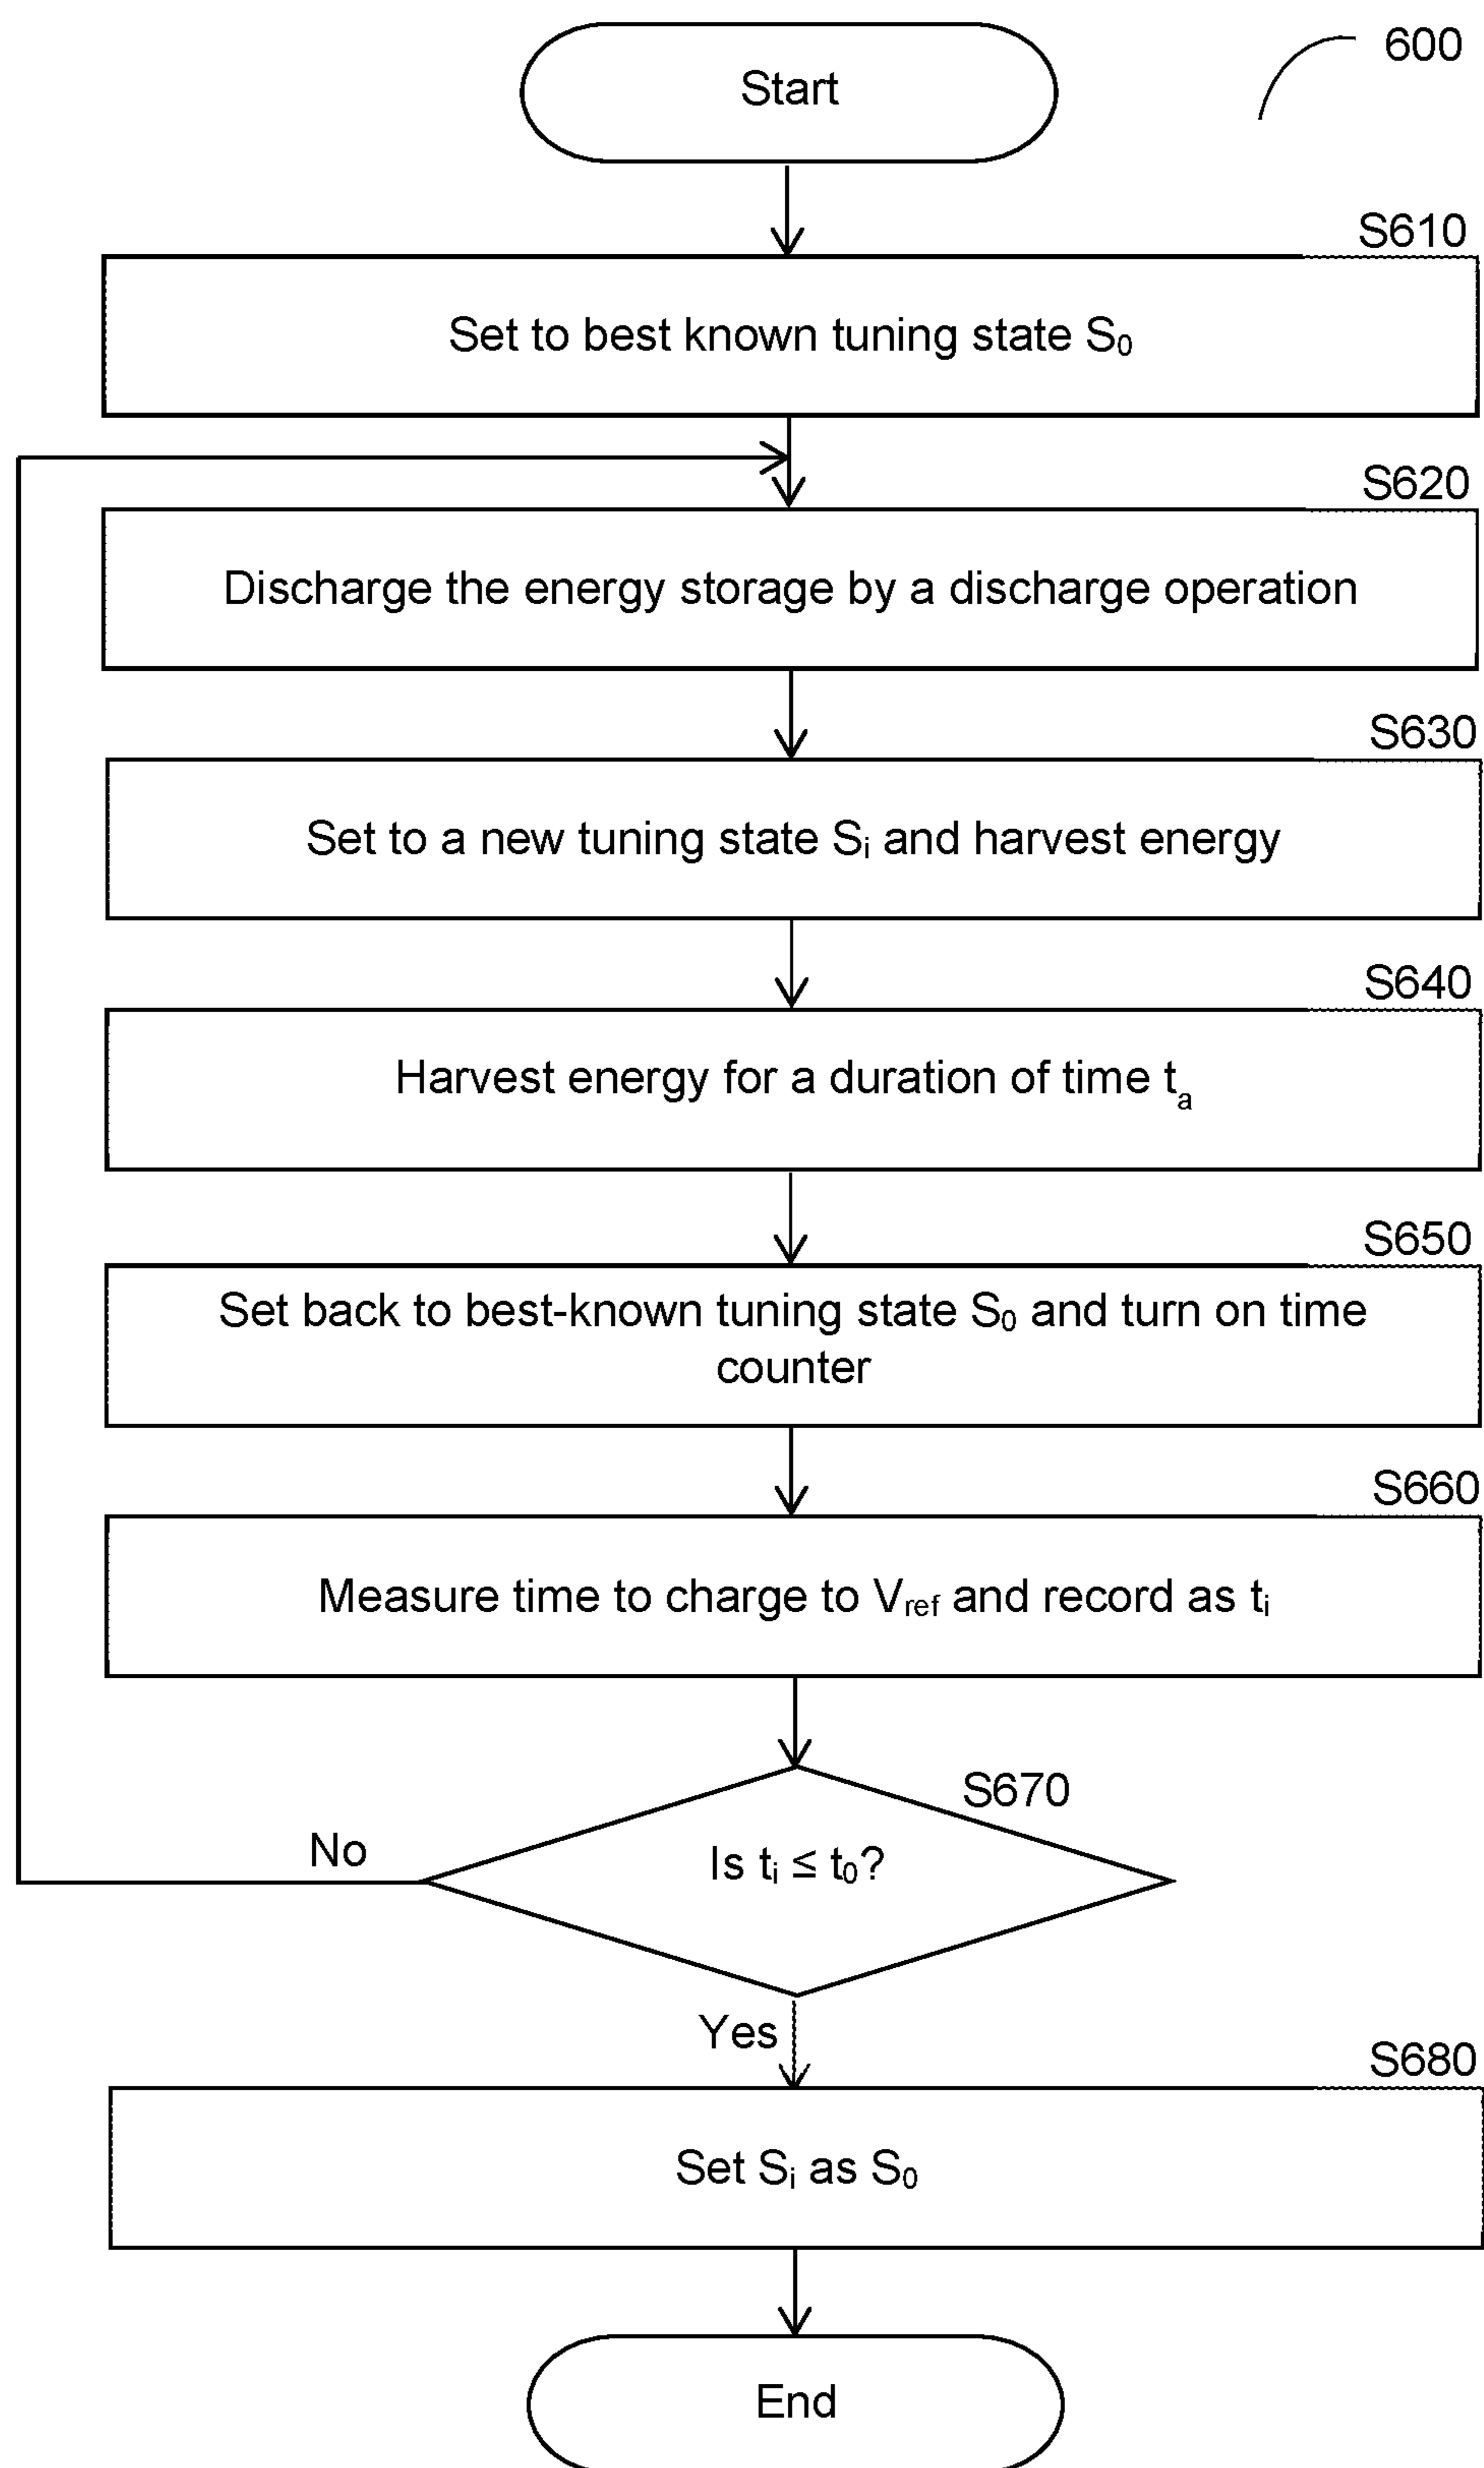 600
Start
S610
Set to best known tuning state S₀
S620
Discharge the energy storage by a discharge operation
S630
Set to a new tuning state Sᵢ and harvest energy
S640
Harvest energy for a duration of time tₐ
S650
Set back to best-known tuning state S₀ and turn on time
counter
S660
Measure time to charge to Vref and record as tᵢ
S670
Is tᵢ ≤ t₀?
No
Yes
S680
Set Sᵢ as S₀
End